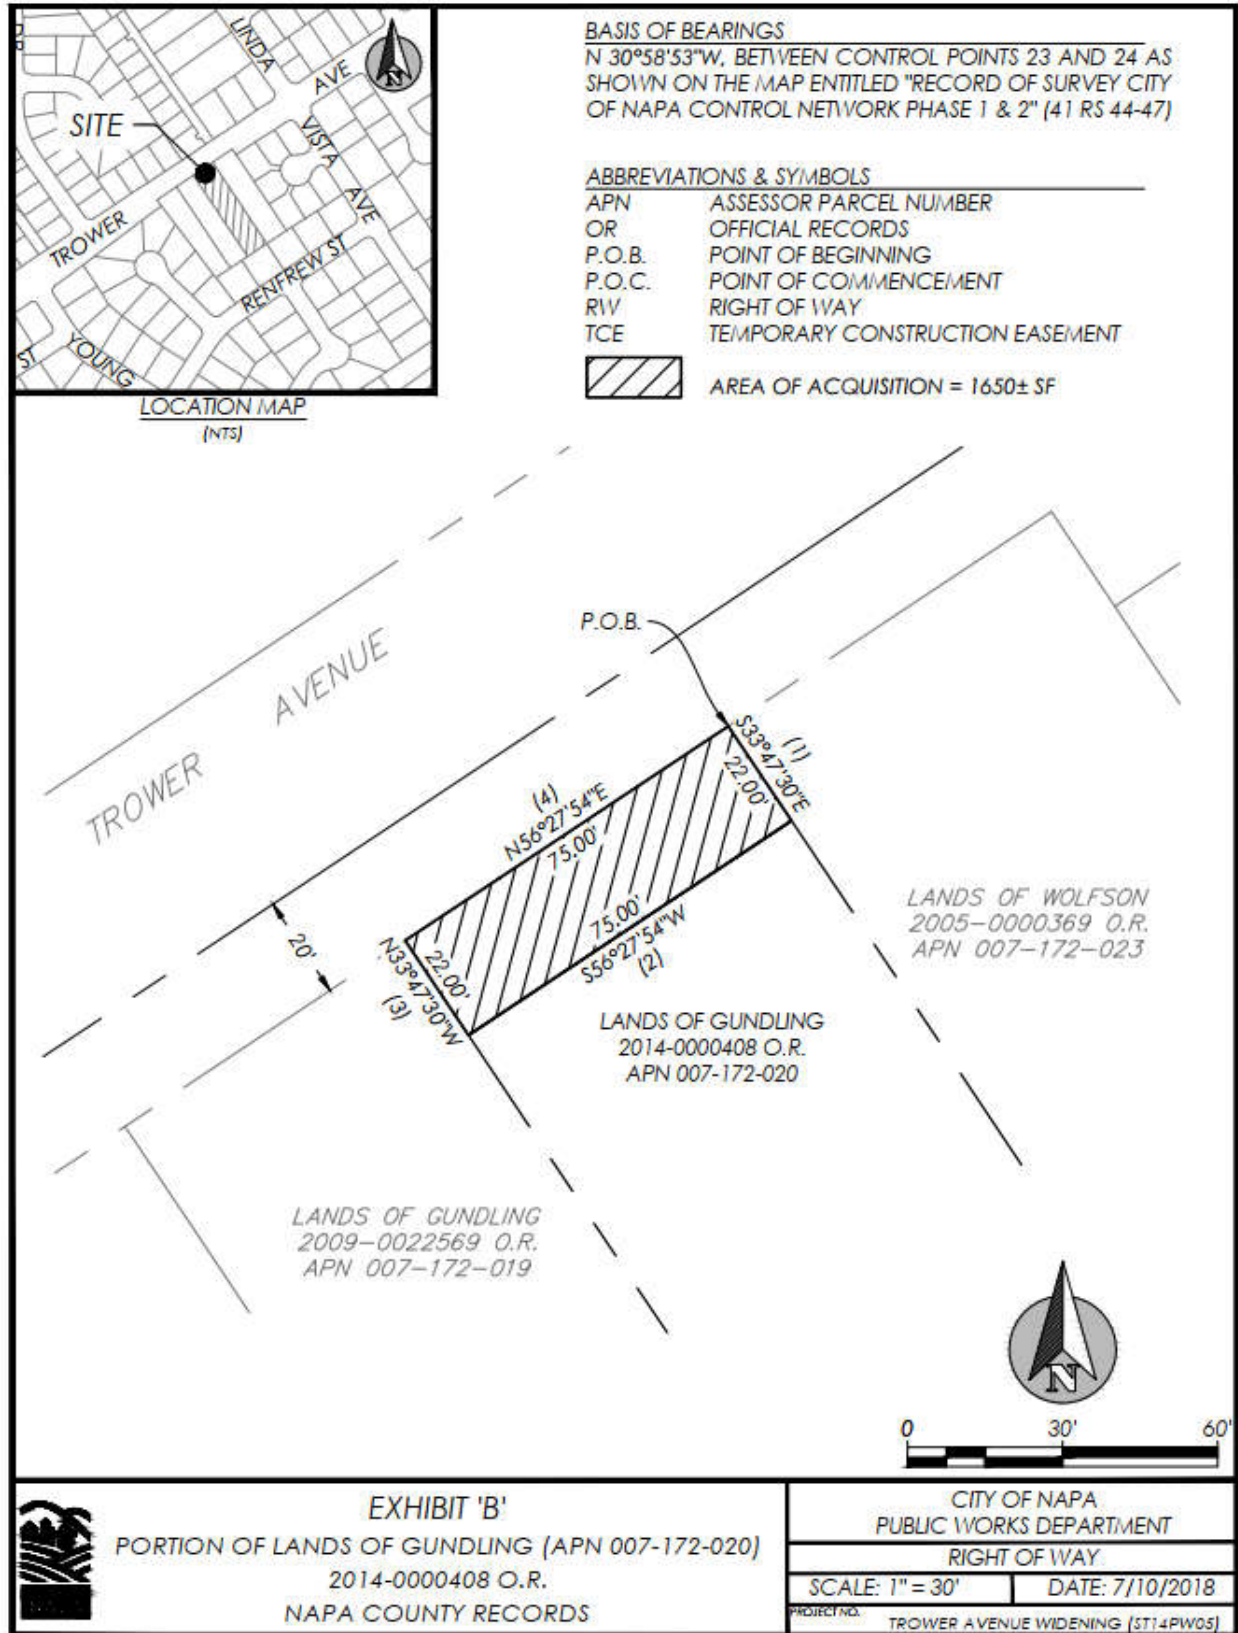 LINDA
AVE
N
VISTA
AVE
SITE
TROWER
RENFREW ST
ST
YOUNG
LOCATION MAP
(NTS)
BASIS OF BEARINGS
N 30°58'53"W, BETWEEN CONTROL POINTS 23 AND 24 AS
SHOWN ON THE MAP ENTITLED "RECORD OF SURVEY CITY
OF NAPA CONTROL NETWORK PHASE 1 & 2" (41 RS 44-47)
ABBREVIATIONS & SYMBOLS
APN ASSESSOR PARCEL NUMBER
OR OFFICIAL RECORDS
P.O.B. POINT OF BEGINNING
P.O.C. POINT OF COMMENCEMENT
RW RIGHT OF WAY
TCE TEMPORARY CONSTRUCTION EASEMENT
AREA OF ACQUISITION = 1650± SF
P.O.B.
TROWER AVENUE
S33°47'30"E
(1)
22.00'
(4)
N56°27'54"E
75.00'
75.00'
S56°27'54"W
(2)
20'
22.00'
N33°47'30"W
(3)
LANDS OF WOLFSON
2005-0000369 O.R.
APN 007-172-023
LANDS OF GUNDLING
2014-0000408 O.R.
APN 007-172-020
LANDS OF GUNDLING
2009-0022569 O.R.
APN 007-172-019
N
0 30' 60'
EXHIBIT 'B'
PORTION OF LANDS OF GUNDLING (APN 007-172-020)
2014-0000408 O.R.
NAPA COUNTY RECORDS
CITY OF NAPA
PUBLIC WORKS DEPARTMENT
RIGHT OF WAY
SCALE: 1" = 30' DATE: 7/10/2018
PROJECT NO. TROWER AVENUE WIDENING (ST14PW05)